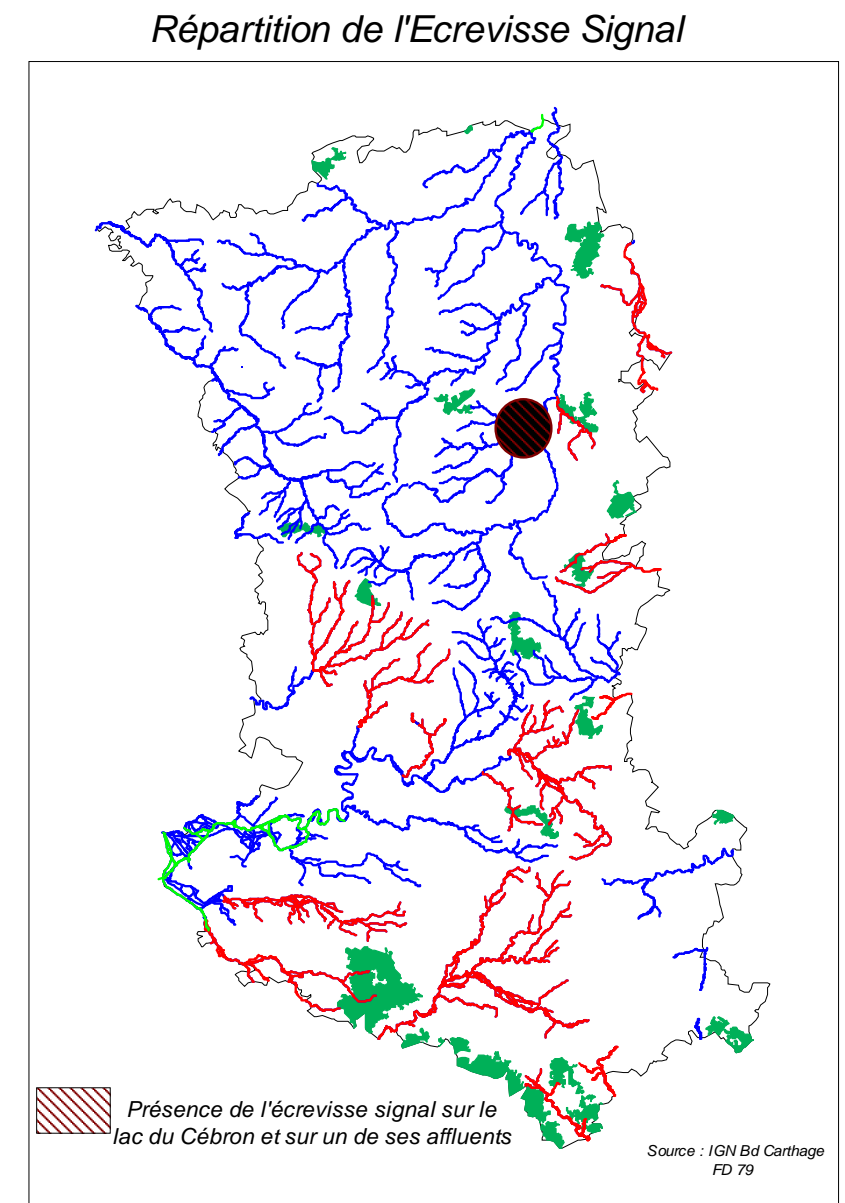 Répartition de l'Ecrevisse Signal
Présence de l'écrevisse signal sur le
lac du Cébron et sur un de ses affluents
Source : IGN Bd Carthage
FD 79